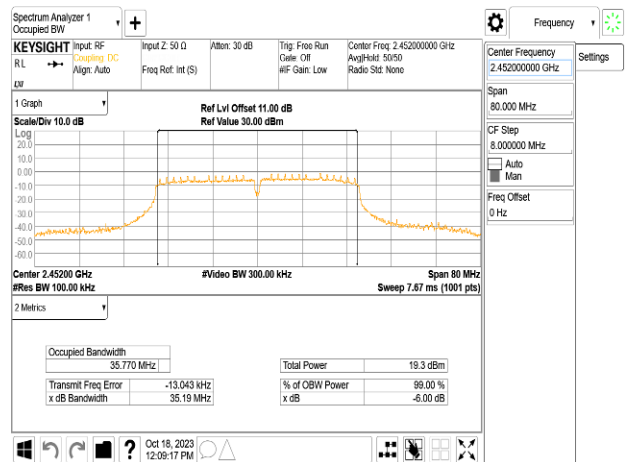 Spectrum Analyzer 1
Occupied BW
Frequency
KEYSIGHT
Input: RF
Coupling: DC
Align: Auto
Input Z: 50 Ω
Freq Ref: Int (S)
Atten: 30 dB
Trig: Free Run
Gate: Off
#IF Gain: Low
Center Freq: 2.452000000 GHz
Avg|Hold: 50/50
Radio Std: None
RL
LXI
Center Frequency
2.452000000 GHz
Settings
Span
80.000 MHz
CF Step
8.000000 MHz
Auto
Man
Freq Offset
0 Hz
1 Graph
Ref Lvl Offset 11.00 dB
Scale/Div 10.0 dB
Ref Value 30.00 dBm
Log
20.0
10.0
0.00
-10.0
-20.0
-30.0
-40.0
-50.0
-60.0
Center 2.45200 GHz
#Video BW 300.00 kHz
Span 80 MHz
#Res BW 100.00 kHz
Sweep 7.67 ms (1001 pts)
2 Metrics
Occupied Bandwidth
35.770 MHz
Total Power 19.3 dBm
Transmit Freq Error -13.043 kHz
% of OBW Power 99.00 %
x dB Bandwidth 35.19 MHz
x dB -6.00 dB
?
Oct 18, 2023
12:09:17 PM